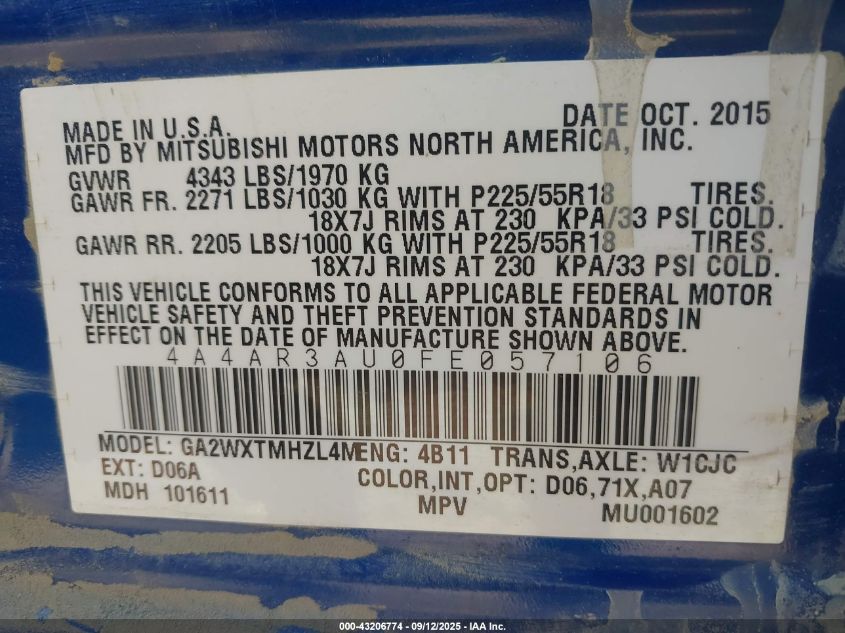 MADE IN U.S.A. DATE OCT. 2015
MFD BY MITSUBISHI MOTORS NORTH AMERICA, INC.
GVWR 4343 LBS/1970 KG
GAWR FR. 2271 LBS/1030 KG WITH P225/55R18 TIRES.
18X7J RIMS AT 230 KPA/33 PSI COLD.
GAWR RR. 2205 LBS/1000 KG WITH P225/55R18 TIRES.
18X7J RIMS AT 230 KPA/33 PSI COLD.
THIS VEHICLE CONFORMS TO ALL APPLICABLE FEDERAL MOTOR
VEHICLE SAFETY AND THEFT PREVENTION STANDARDS IN
EFFECT ON THE DATE OF MANUFACTURE SHOWN ABOVE.
4A4AR3AU0FE057106
MODEL: GA2WXTMHZL4M ENG: 4B11 TRANS,AXLE: W1CJC
EXT: D06A COLOR,INT,OPT: D06,71X,A07
MDH 101611 MPV MU001602
000-43206774 - 09/12/2025 - IAA Inc.